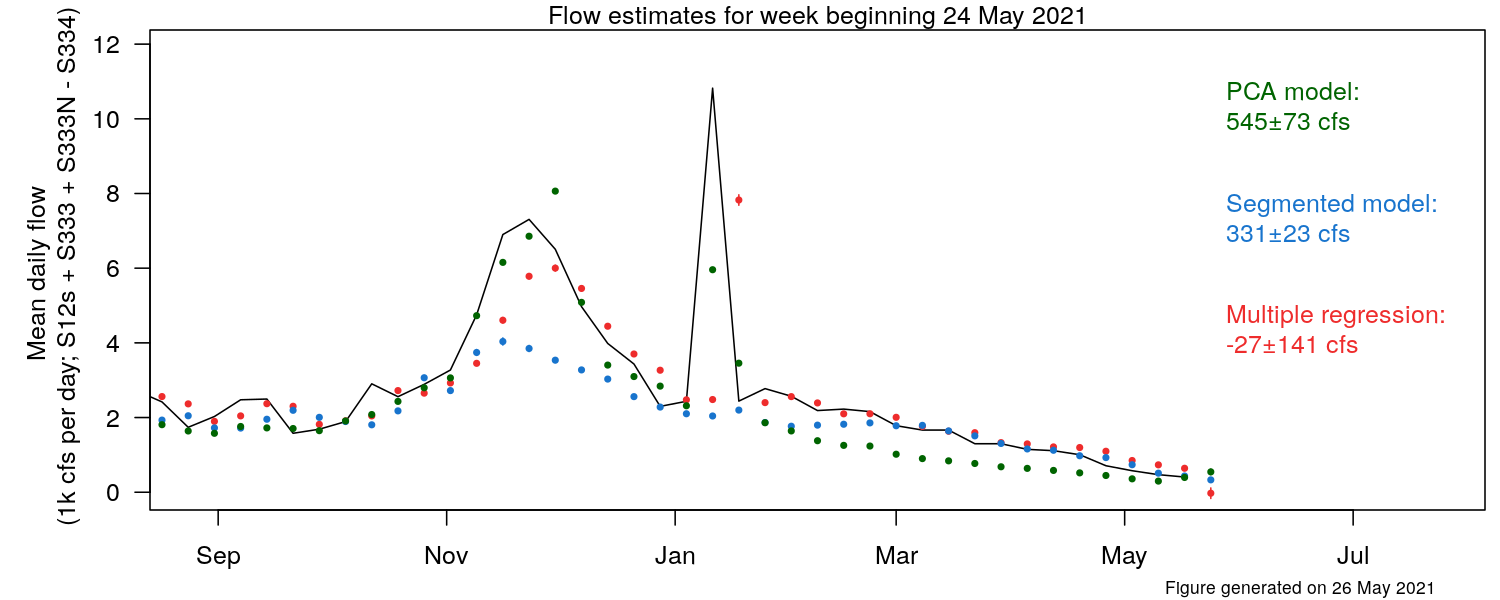 Flow estimates for week beginning 24 May 2021
Mean daily flow
(1k cfs per day; S12s + S333 + S333N - S334)
12
10
8
6
4
2
0
PCA model:
545±73 cfs
Segmented model:
331±23 cfs
Multiple regression:
-27±141 cfs
Sep Nov Jan Mar May Jul
Figure generated on 26 May 2021